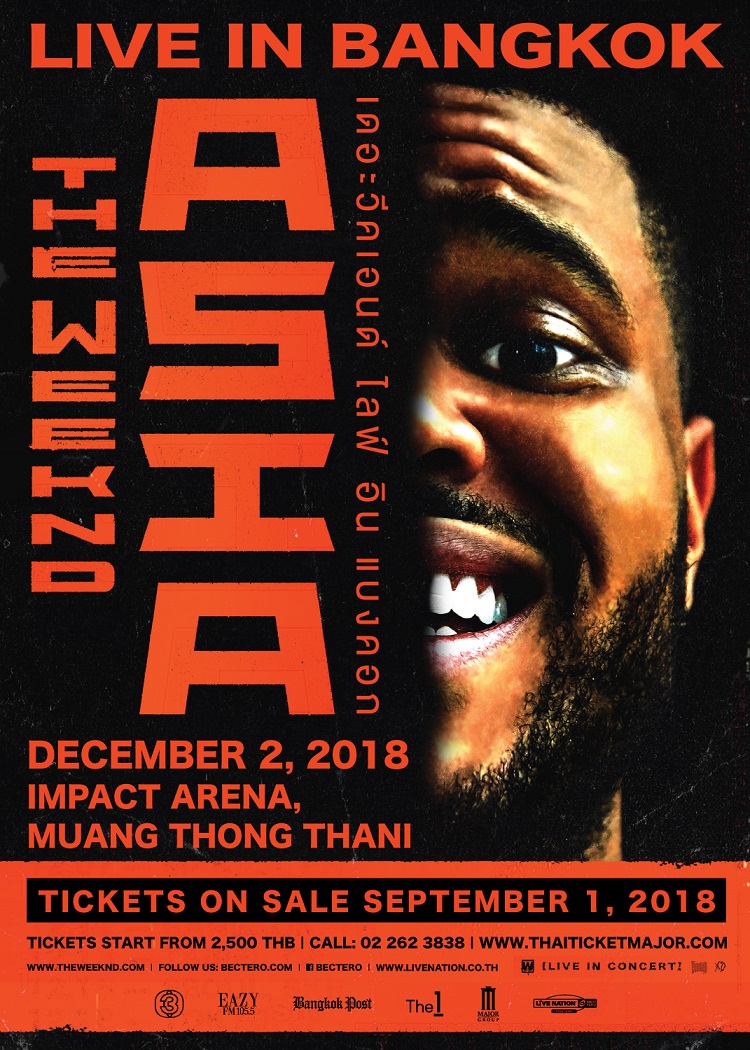 LIVE IN BANGKOK
THE WEEKND
ASIA
เดอะวีคเอนด์ ไลฟ์ อิน แบงคอก
DECEMBER 2, 2018
IMPACT ARENA,
MUANG THONG THANI
TICKETS ON SALE SEPTEMBER 1, 2018
TICKETS START FROM 2,500 THB | CALL: 02 262 3838 | WWW.THAITICKETMAJOR.COM
WWW.THEWEEKND.COM | FOLLOW US: BECTERO.COM | BECTERO | WWW.LIVENATION.CO.TH [LIVE IN CONCERT] XO
3 EAZY FM 105.5 Bangkok Post The 1 MAJOR GROUP LIVE NATION